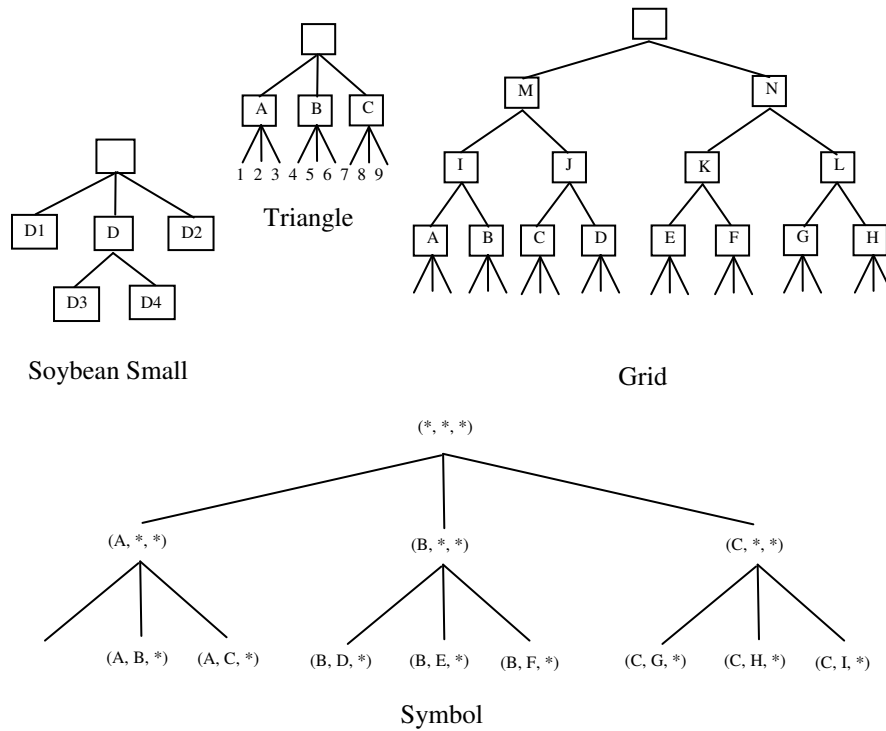 D1 D D2
D3 D4
Soybean Small
A B C
1 2 3 4 5 6 7 8 9
Triangle
M N
I J K L
A B C D E F G H
Grid
(*, *, *)
(A, *, *) (B, *, *) (C, *, *)
(A, B, *) (A, C, *) (B, D, *) (B, E, *) (B, F, *) (C, G, *) (C, H, *) (C, I, *)
Symbol